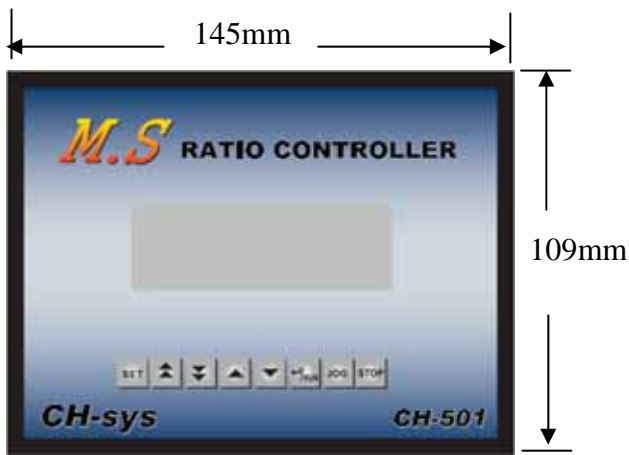 145mm
M.S RATIO CONTROLLER
109mm
SET JOG STOP
CH-sys CH-501